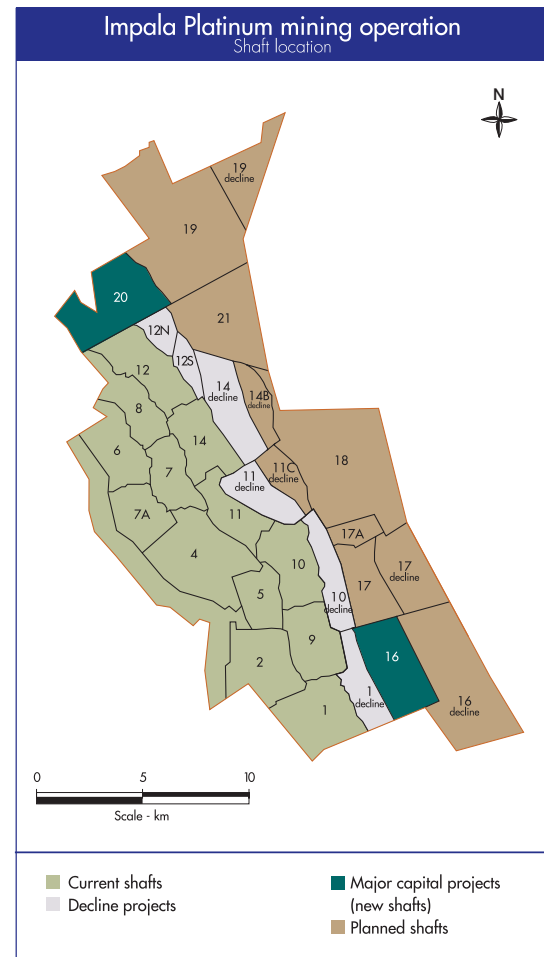 Impala Platinum mining operation
Shaft location
N
19
decline
19
20
21
12N
12S
12
14
decline
14B
decline
8
14
18
6
7
11C
decline
11
decline
7A
11
17A
4
10
17
decline
17
5
10
decline
9
16
2
1
decline
16
decline
1
0 5 10
Scale - km
Current shafts
Decline projects
Major capital projects
(new shafts)
Planned shafts